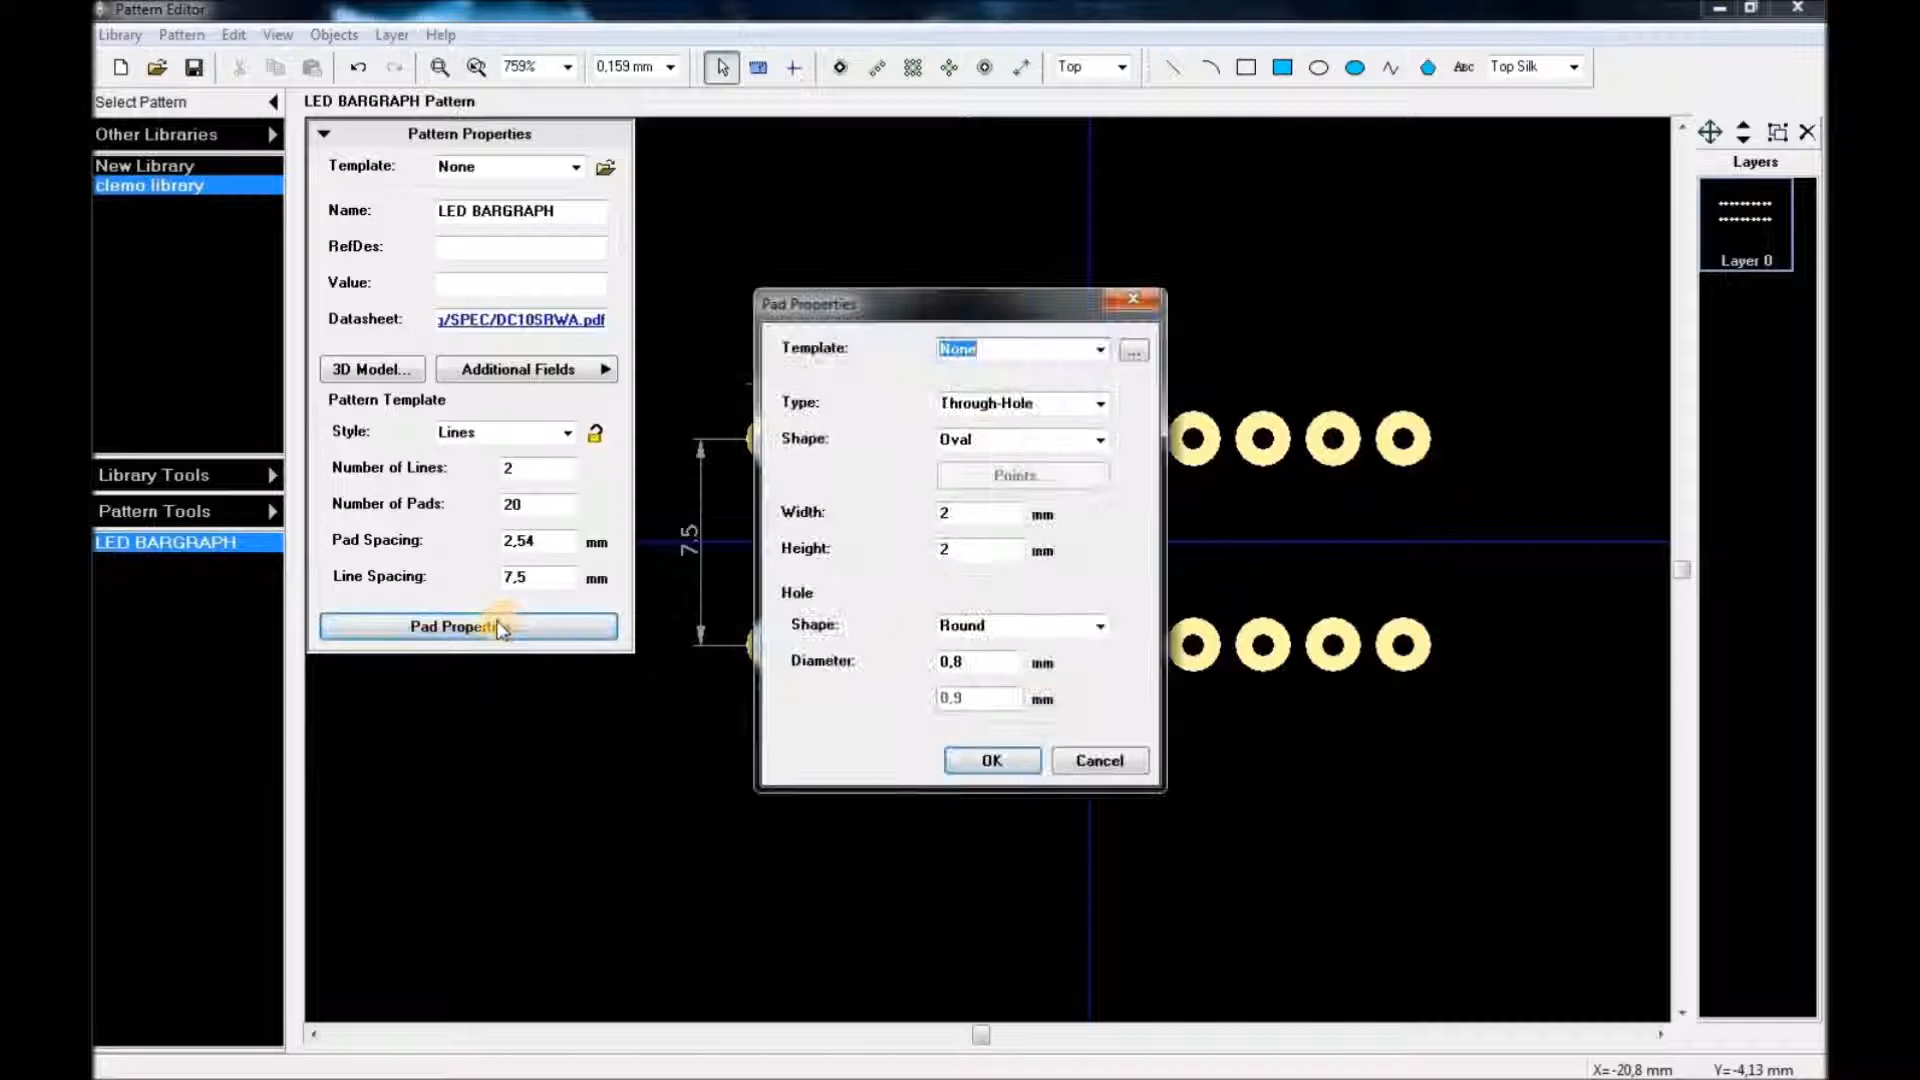 Pattern Editor
Library Pattern Edit View Objects Layer Help
759% 0,159 mm Top Abc Top Silk
Select Pattern
LED BARGRAPH Pattern
Other Libraries
New Library
clemo library
Library Tools
Pattern Tools
LED BARGRAPH
Pattern Properties
Template: None
Name: LED BARGRAPH
RefDes:
Value:
Datasheet: /SPEC/DC10SRWA.pdf
3D Model... Additional Fields
Pattern Template
Style: Lines
Number of Lines: 2
Number of Pads: 20
Pad Spacing: 2,54 mm
Line Spacing: 7,5 mm
Pad
7,5
Pad Properties
Template: None ...
Type: Through-Hole
Shape: Oval
Points...
Width: 2 mm
Height: 2 mm
Hole
Shape: Round
Diameter: 0,8 mm
0,9 mm
OK Cancel
Layers
Layer 0
X=-20,8 mm Y=-4,13 mm